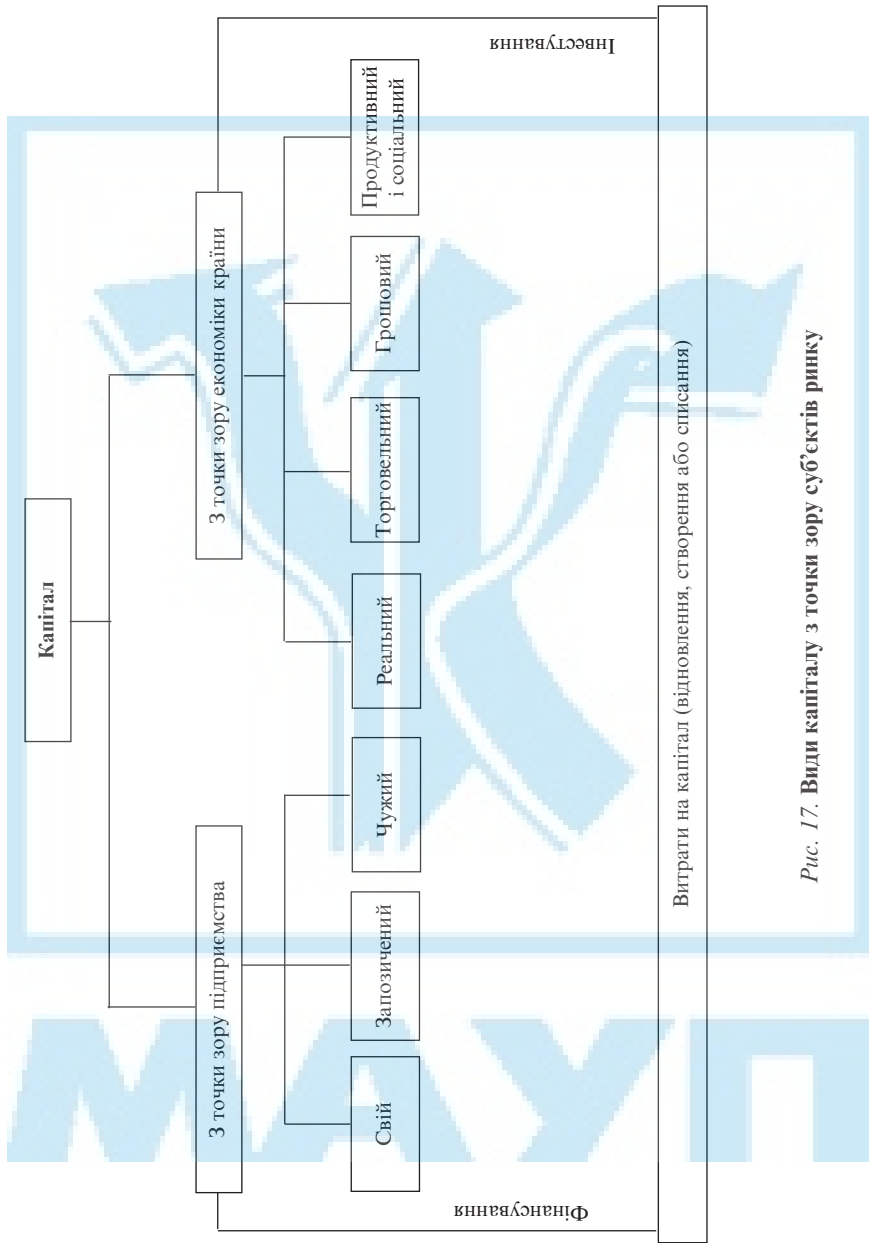 Капітал
З точки зору підприємства
З точки зору економіки країни
Свій
Запозичений
Чужий
Реальний
Торговельний
Грошовий
Продуктивний
і соціальний
Фінансування
Інвестування
Витрати на капітал (відновлення, створення або списання)
Рис. 17. Види капіталу з точки зору суб’єктів ринку
МАУП